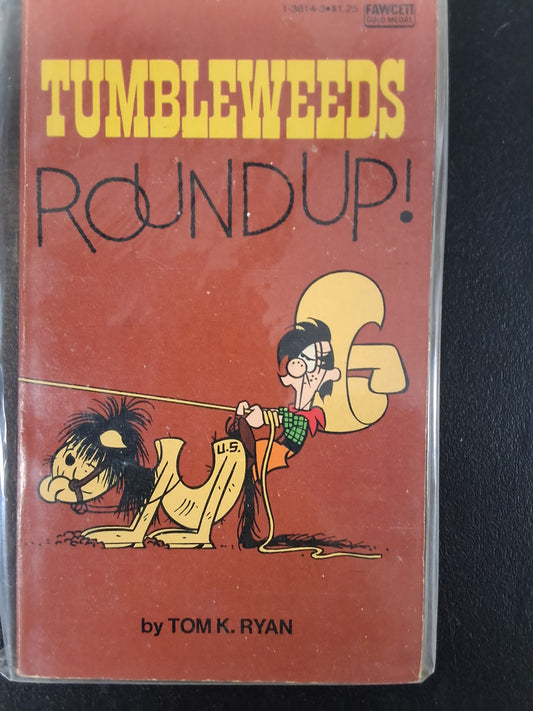 1-3814-3•$1.25
FAWCETT
GOLD MEDAL
TUMBLEWEEDS
ROUNDUP!
U.S.
by TOM K. RYAN